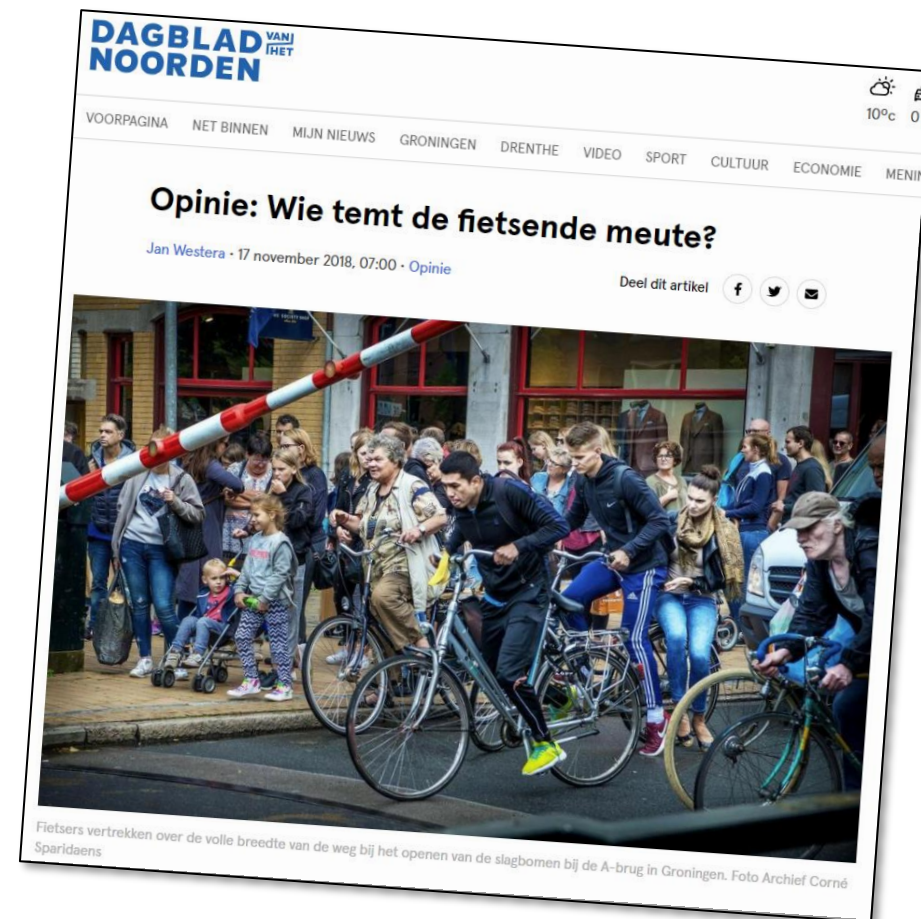 DAGBLAD VAN HET
NOORDEN
10°c 0
VOORPAGINA NET BINNEN MIJN NIEUWS GRONINGEN DRENTHE VIDEO SPORT CULTUUR ECONOMIE MENIN
Opinie: Wie temt de fietsende meute?
Jan Westera · 17 november 2018, 07:00 · Opinie
Deel dit artikel
Fietsers vertrekken over de volle breedte van de weg bij het openen van de slagbomen bij de A-brug in Groningen. Foto Archief Corné
Sparidaens